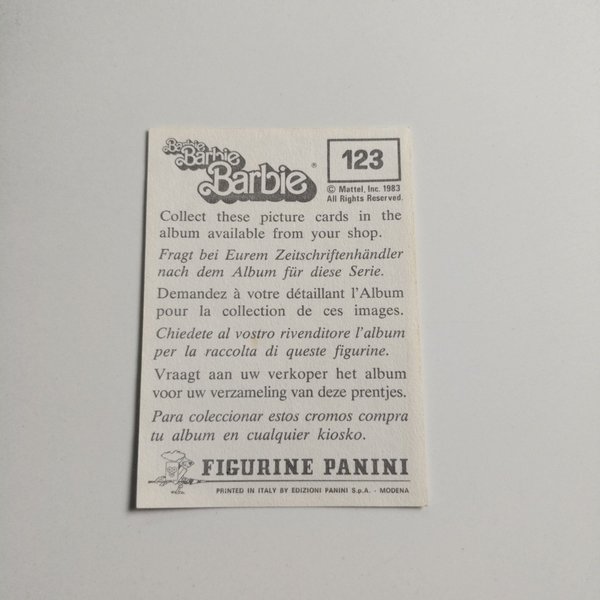 Barbie
Barbie
Barbie®
123
© Mattel, Inc. 1983
All Rights Reserved.
Collect these picture cards in the
album available from your shop.
Fragt bei Eurem Zeitschriftenhändler
nach dem Album für diese Serie.
Demandez à votre détaillant l'Album
pour la collection de ces images.
Chiedete al vostro rivenditore l'album
per la raccolta di queste figurine.
Vraagt aan uw verkoper het album
voor uw verzameling van deze prentjes.
Para coleccionar estos cromos compra
tu album en cualquier kiosko.
FIGURINE PANINI
PRINTED IN ITALY BY EDIZIONI PANINI S.p.A. - MODENA